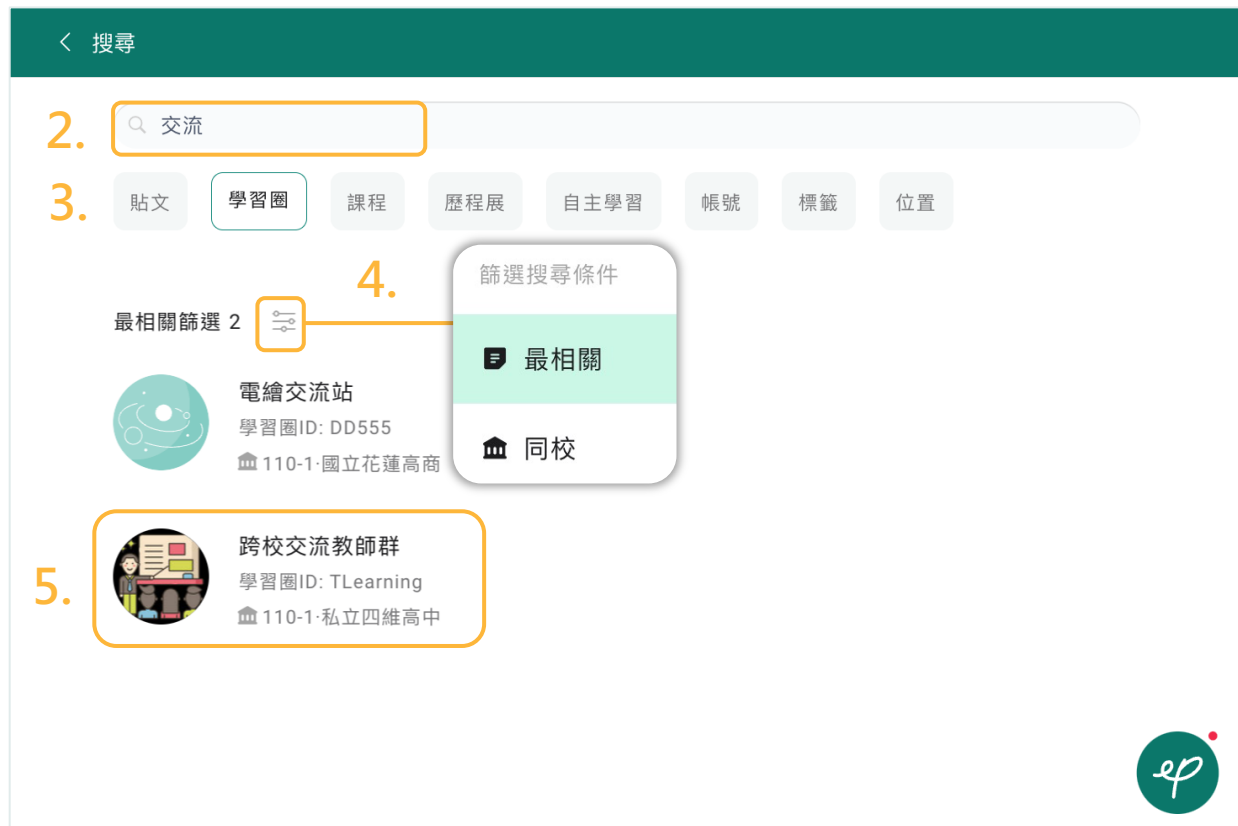 搜尋
2. 交流
3. 貼文 學習圈 課程 歷程展 自主學習 帳號 標籤 位置
4. 篩選搜尋條件
最相關篩選 2
最相關
同校
電繪交流站
學習圈ID: DD555
110-1·國立花蓮高商
5.
跨校交流教師群
學習圈ID: TLearning
110-1·私立四維高中
ep